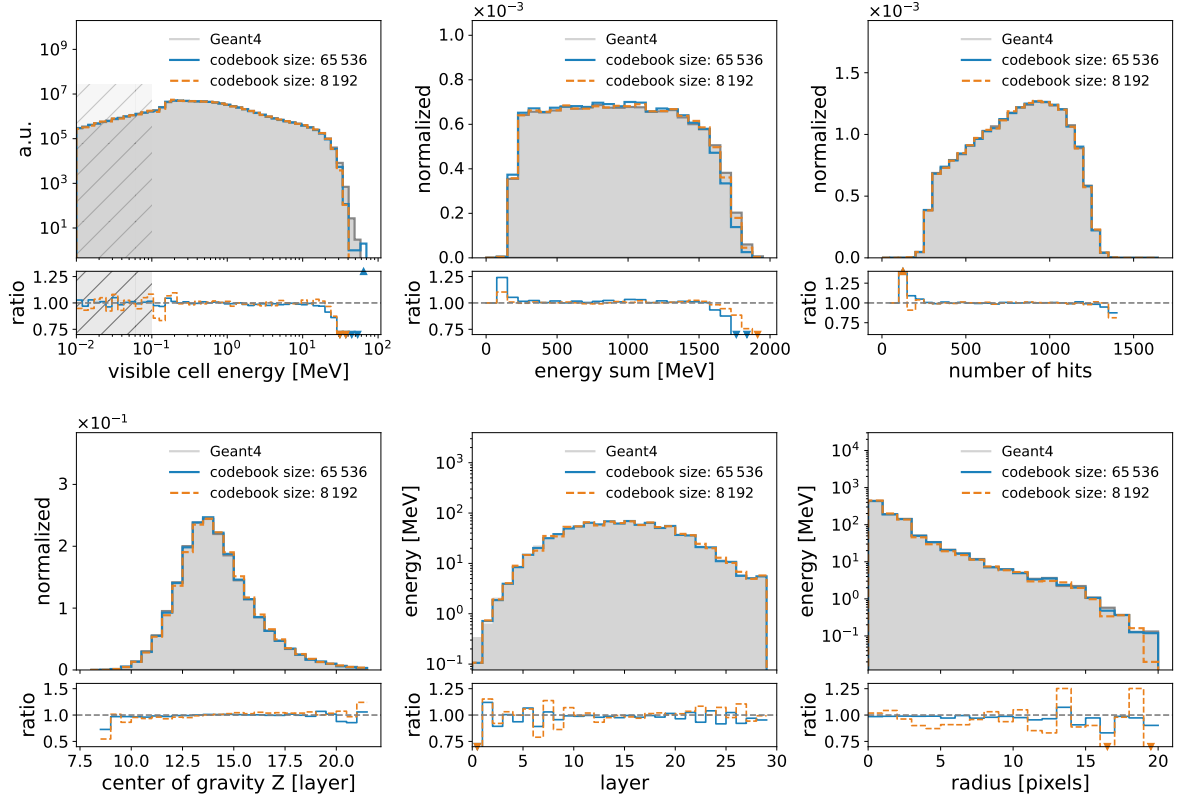 ×10⁻³
×10⁻³
10⁹
10⁷
10⁵
10³
10¹
a.u.
Geant4
codebook size: 65 536
codebook size: 8 192
1.25
1.00
0.75
ratio
10⁻² 10⁻¹ 10⁰ 10¹ 10²
visible cell energy [MeV]
1.0
0.8
0.6
0.4
0.2
0.0
normalized
Geant4
codebook size: 65 536
codebook size: 8 192
1.25
1.00
0.75
ratio
0 500 1000 1500 2000
energy sum [MeV]
1.5
1.0
0.5
0.0
normalized
Geant4
codebook size: 65 536
codebook size: 8 192
1.25
1.00
0.75
ratio
0 500 1000 1500
number of hits
×10⁻¹
3
2
1
0
normalized
Geant4
codebook size: 65 536
codebook size: 8 192
1.5
1.0
0.5
ratio
7.5 10.0 12.5 15.0 17.5 20.0
center of gravity Z [layer]
10³
10²
10¹
10⁰
10⁻¹
energy [MeV]
Geant4
codebook size: 65 536
codebook size: 8 192
1.25
1.00
0.75
ratio
0 5 10 15 20 25 30
layer
10⁴
10³
10²
10¹
10⁰
10⁻¹
energy [MeV]
Geant4
codebook size: 65 536
codebook size: 8 192
1.25
1.00
0.75
ratio
0 5 10 15 20
radius [pixels]